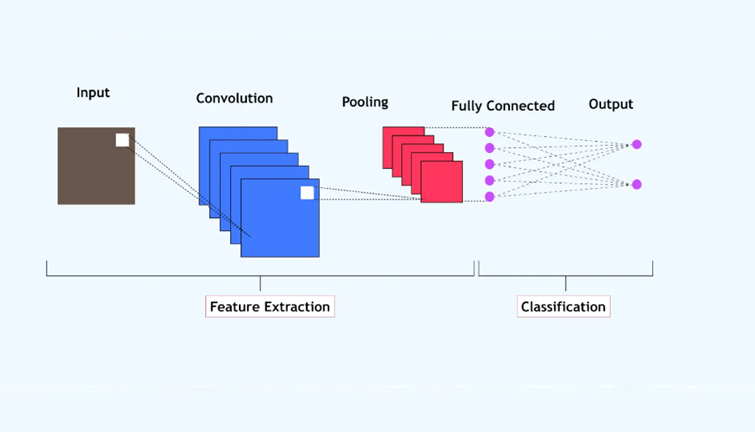 Input
Convolution
Pooling
Fully Connected
Output
Feature Extraction
Classification